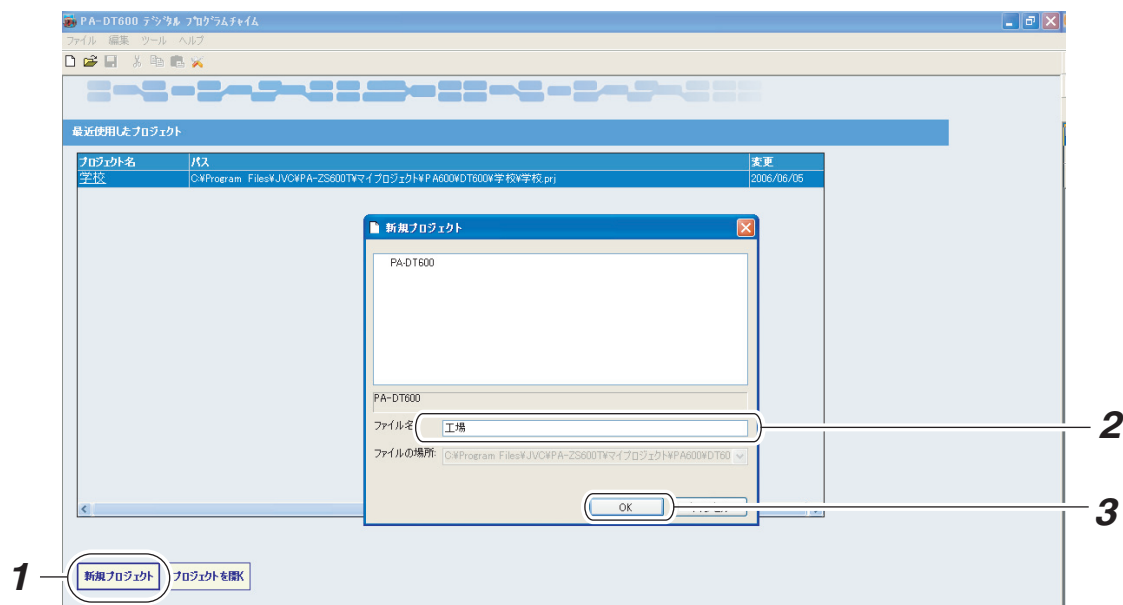 PA-DT600 デジタル プログラムチャイム
ファイル 編集 ツール ヘルプ
最近使用したプロジェクト
プロジェクト名 パス 変更
学校 C:¥Program Files¥JVC¥PA-ZS600T¥マイプロジェクト¥PA600¥DT600¥学校¥学校.prj 2006/06/05
新規プロジェクト
PA-DT600
PA-DT600
ファイル名 工場
2
ファイルの場所: C:¥Program Files¥JVC¥PA-ZS600T¥マイプロジェクト¥PA600¥DT60
OK
3
1
新規プロジェクト プロジェクトを開く